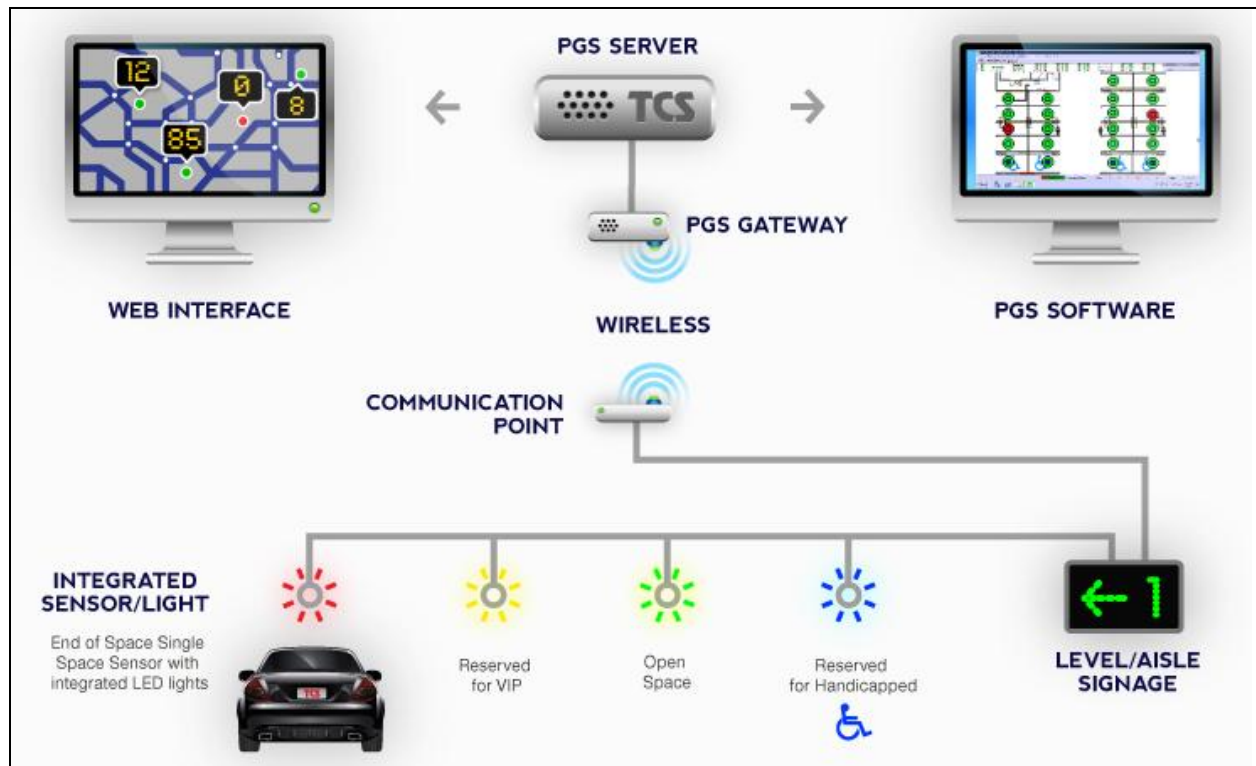 12
0
8
85
PGS SERVER
TCS
PGS GATEWAY
WEB INTERFACE
WIRELESS
PGS SOFTWARE
COMMUNICATION
POINT
INTEGRATED
SENSOR/LIGHT
End of Space Single
Space Sensor with
integrated LED lights
TCS
Reserved
for VIP
Open
Space
Reserved
for Handicapped
←1
LEVEL/AISLE
SIGNAGE